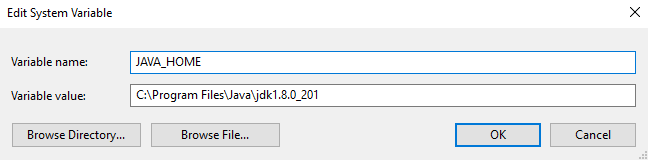 Edit System Variable
Variable name: JAVA_HOME
Variable value: C:\Program Files\Java\jdk1.8.0_201
Browse Directory... Browse File... OK Cancel